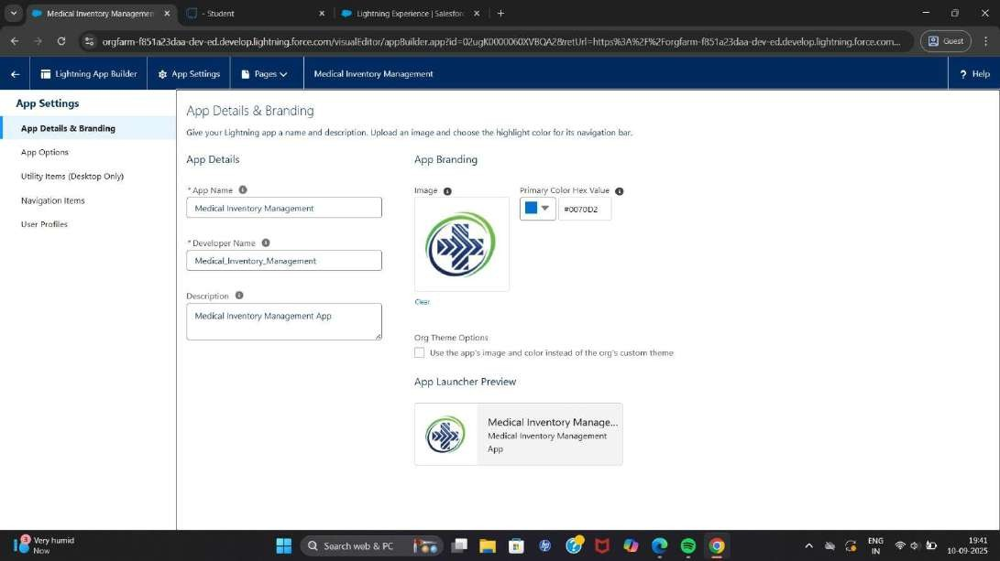 Medical Inventory Managemen
- Student
Lightning Experience | Salesforc
orgfarm-f851a23daa-dev-ed.develop.lightning.force.com/visualEditor/appBuilder.app?id=02ugK0000060XVBQA2&retUrl=https%3A%2F%2Forgfarm-f851a23daa-dev-ed.develop.lightning.force.com...
Guest
Lightning App Builder
App Settings
Pages
Medical Inventory Management
? Help
App Settings
App Details & Branding
App Options
Utility Items (Desktop Only)
Navigation Items
User Profiles
App Details & Branding
Give your Lightning app a name and description. Upload an image and choose the highlight color for its navigation bar.
App Details
* App Name
Medical Inventory Management
* Developer Name
Medical_Inventory_Management
Description
Medical Inventory Management App
App Branding
Image
Primary Color Hex Value
#0070D2
Clear
Org Theme Options
Use the app's image and color instead of the org's custom theme
App Launcher Preview
Medical Inventory Manage...
Medical Inventory Management
App
3
Very humid
Now
Search web & PC
hp
ENG
IN
19:41
10-09-2025